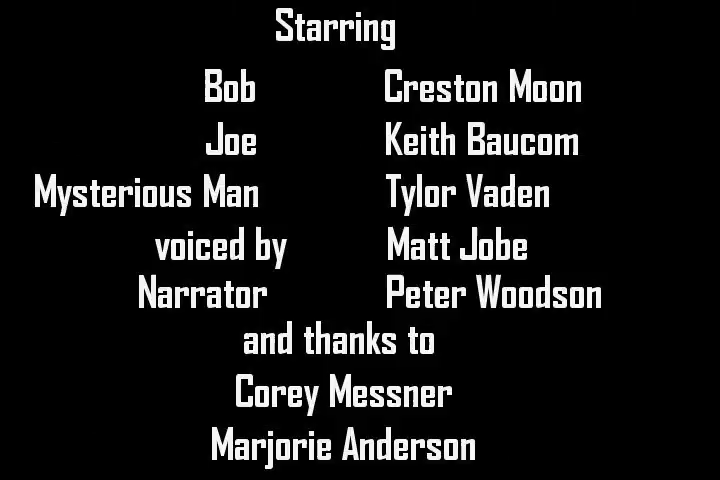 Starring
Bob Creston Moon
Joe Keith Baucom
Mysterious Man Tylor Vaden
voiced by Matt Jobe
Narrator Peter Woodson
and thanks to
Corey Messner
Marjorie Anderson